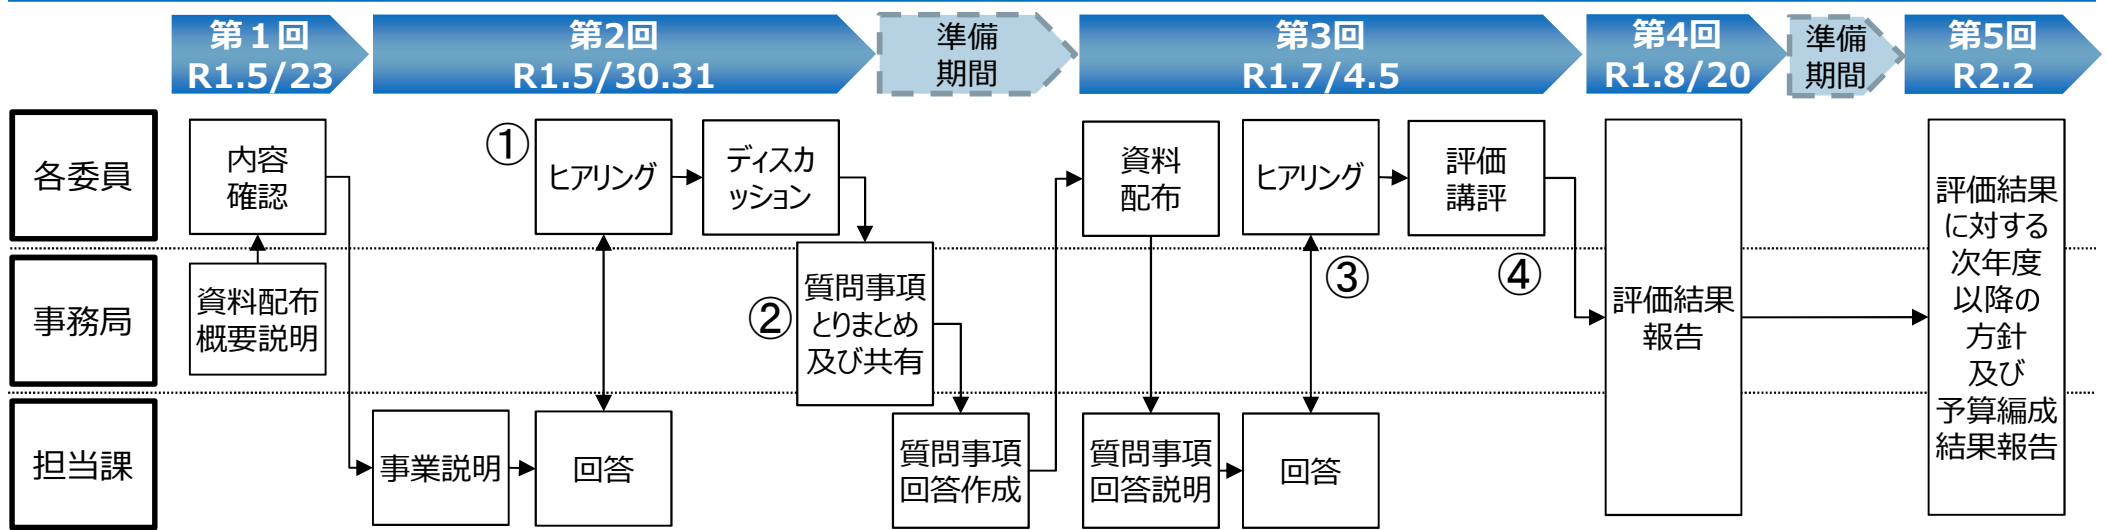 第１回
R1.5/23
第2回
R1.5/30.31
準備
期間
第3回
R1.7/4.5
第4回
R1.8/20
準備
期間
第5回
R2.2
各委員
内容
確認
①
ヒアリング
ディスカ
ッション
資料
配布
ヒアリング
評価
講評
事務局
資料配布
概要説明
②
質問事項
とりまとめ
及び共有
③
④
評価結果
報告
評価結果
に対する
次年度
以降の
方針
及び
予算編成
結果報告
担当課
事業説明
回答
質問事項
回答作成
質問事項
回答説明
回答